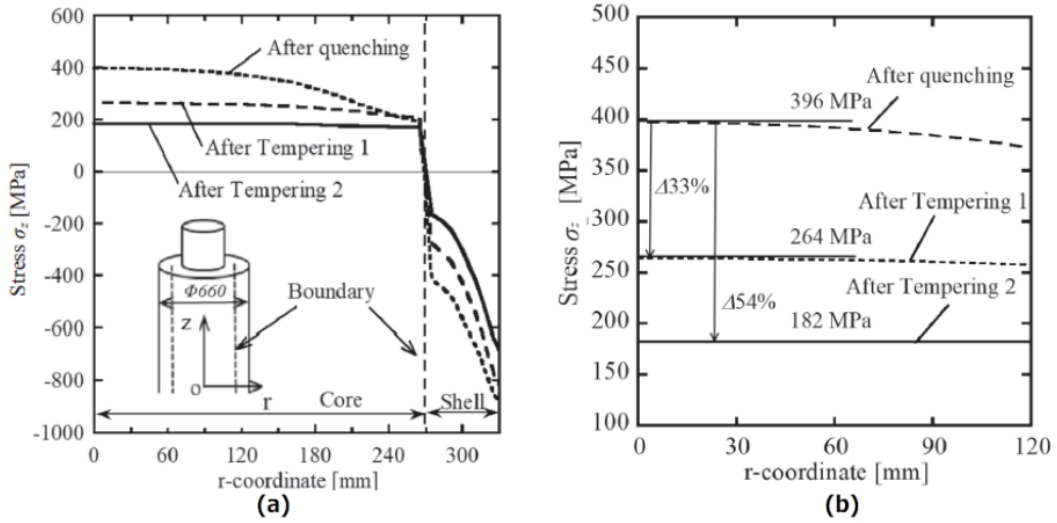 600
400
200
0
-200
-400
-600
-800
-1000
Stress σz [MPa]
After quenching
After Tempering 1
After Tempering 2
Φ660
Boundary
z
o
r
Core
Shell
0 60 120 180 240 300
r-coordinate [mm]
(a)
500
450
400
350
300
250
200
150
100
Stress σz [MPa]
After quenching
396 MPa
Δ33%
After Tempering 1
264 MPa
After Tempering 2
Δ54%
182 MPa
0 30 60 90 120
r-coordinate [mm]
(b)